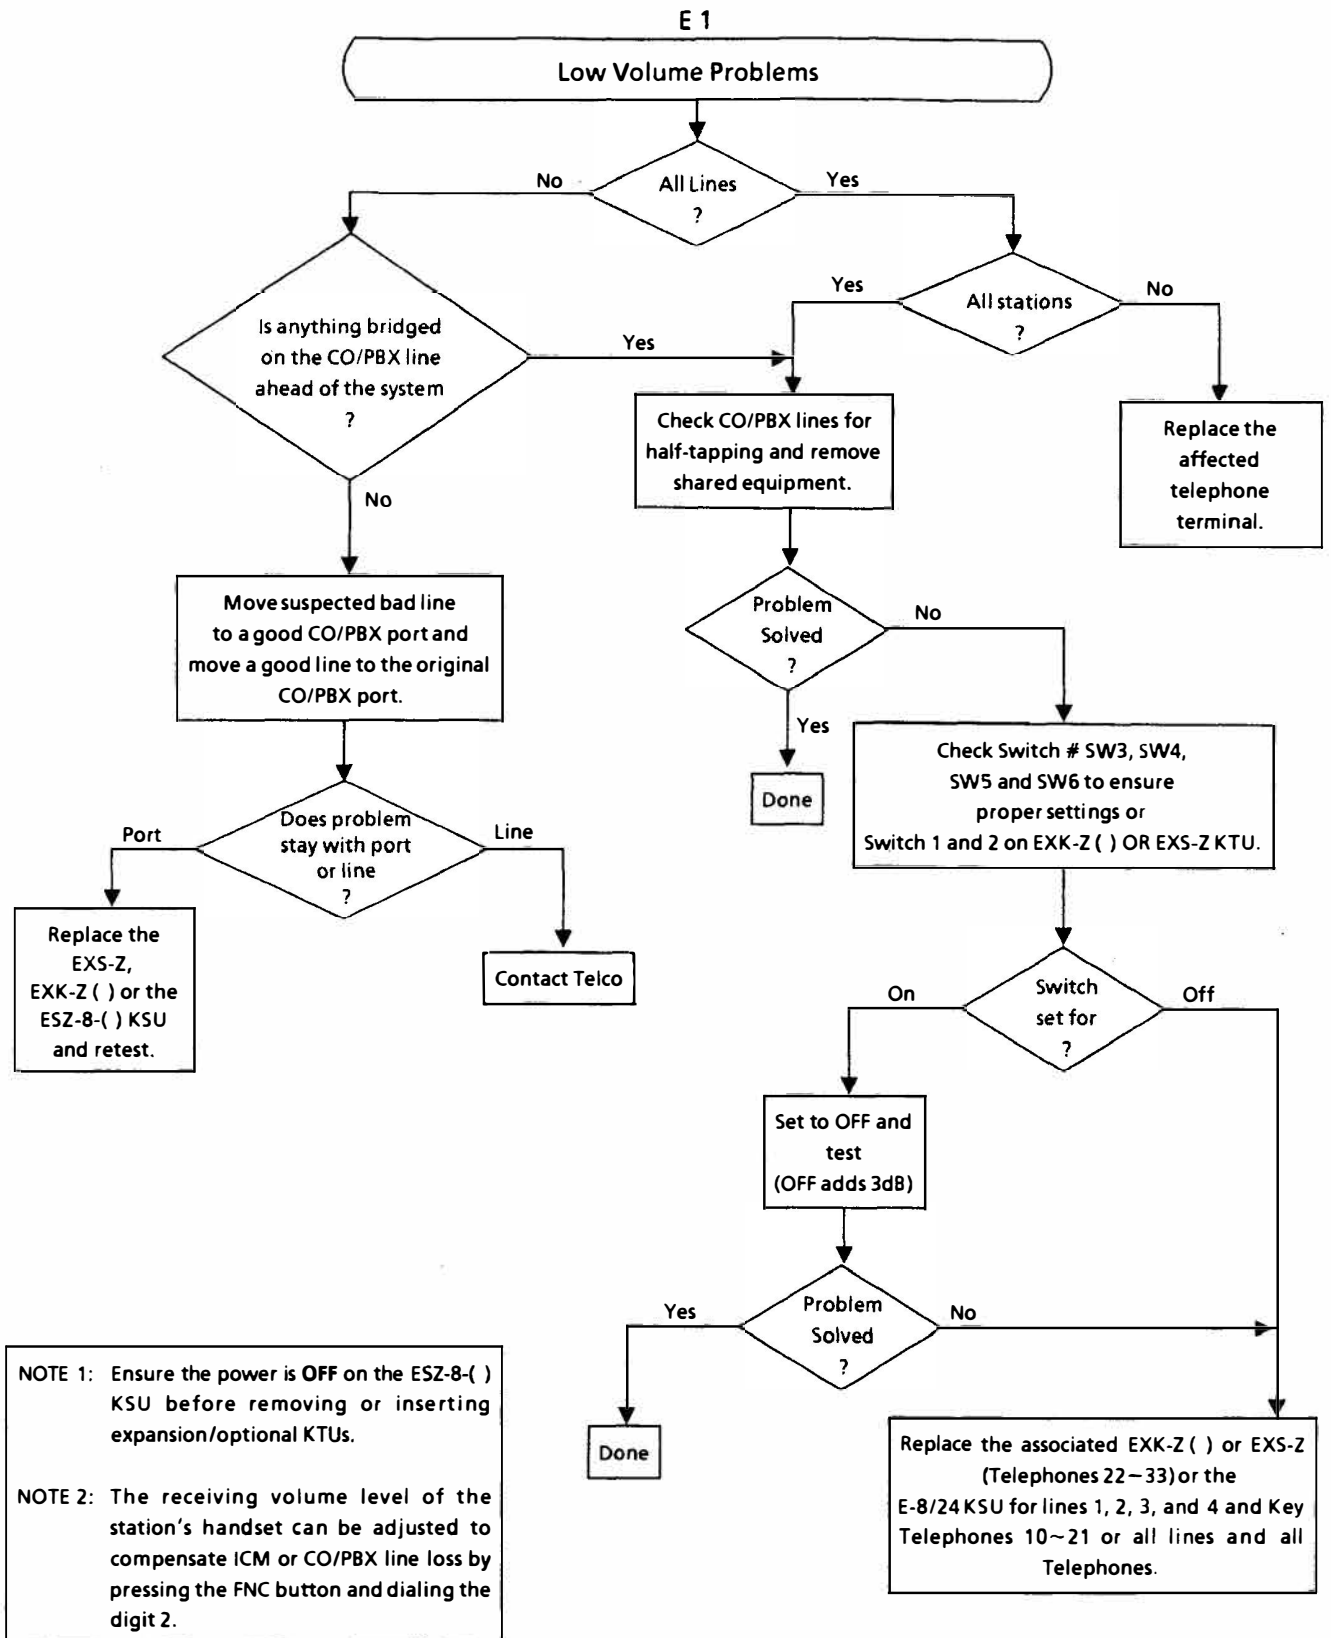 E 1
Low Volume Problems
All Lines
?
No
Yes
All stations
?
Yes
No
Is anything bridged
on the CO/PBX line
ahead of the system
?
Yes
No
Check CO/PBX lines for
half-tapping and remove
shared equipment.
Replace the
affected
telephone
terminal.
Move suspected bad line
to a good CO/PBX port and
move a good line to the original
CO/PBX port.
Problem
Solved
?
No
Yes
Done
Check Switch # SW3, SW4,
SW5 and SW6 to ensure
proper settings or
Switch 1 and 2 on EXK-Z ( ) OR EXS-Z KTU.
Does problem
stay with port
or line
?
Port
Line
Replace the
EXS-Z,
EXK-Z ( ) or the
ESZ-8-( ) KSU
and retest.
Contact Telco
Switch
set for
?
On
Off
Set to OFF and
test
(OFF adds 3dB)
Problem
Solved
?
Yes
No
Done
Replace the associated EXK-Z ( ) or EXS-Z
(Telephones 22~33) or the
E-8/24 KSU for lines 1, 2, 3, and 4 and Key
Telephones 10~21 or all lines and all
Telephones.
NOTE 1: Ensure the power is OFF on the ESZ-8-( )
KSU before removing or inserting
expansion/optional KTUs.
NOTE 2: The receiving volume level of the
station's handset can be adjusted to
compensate ICM or CO/PBX line loss by
pressing the FNC button and dialing the
digit 2.